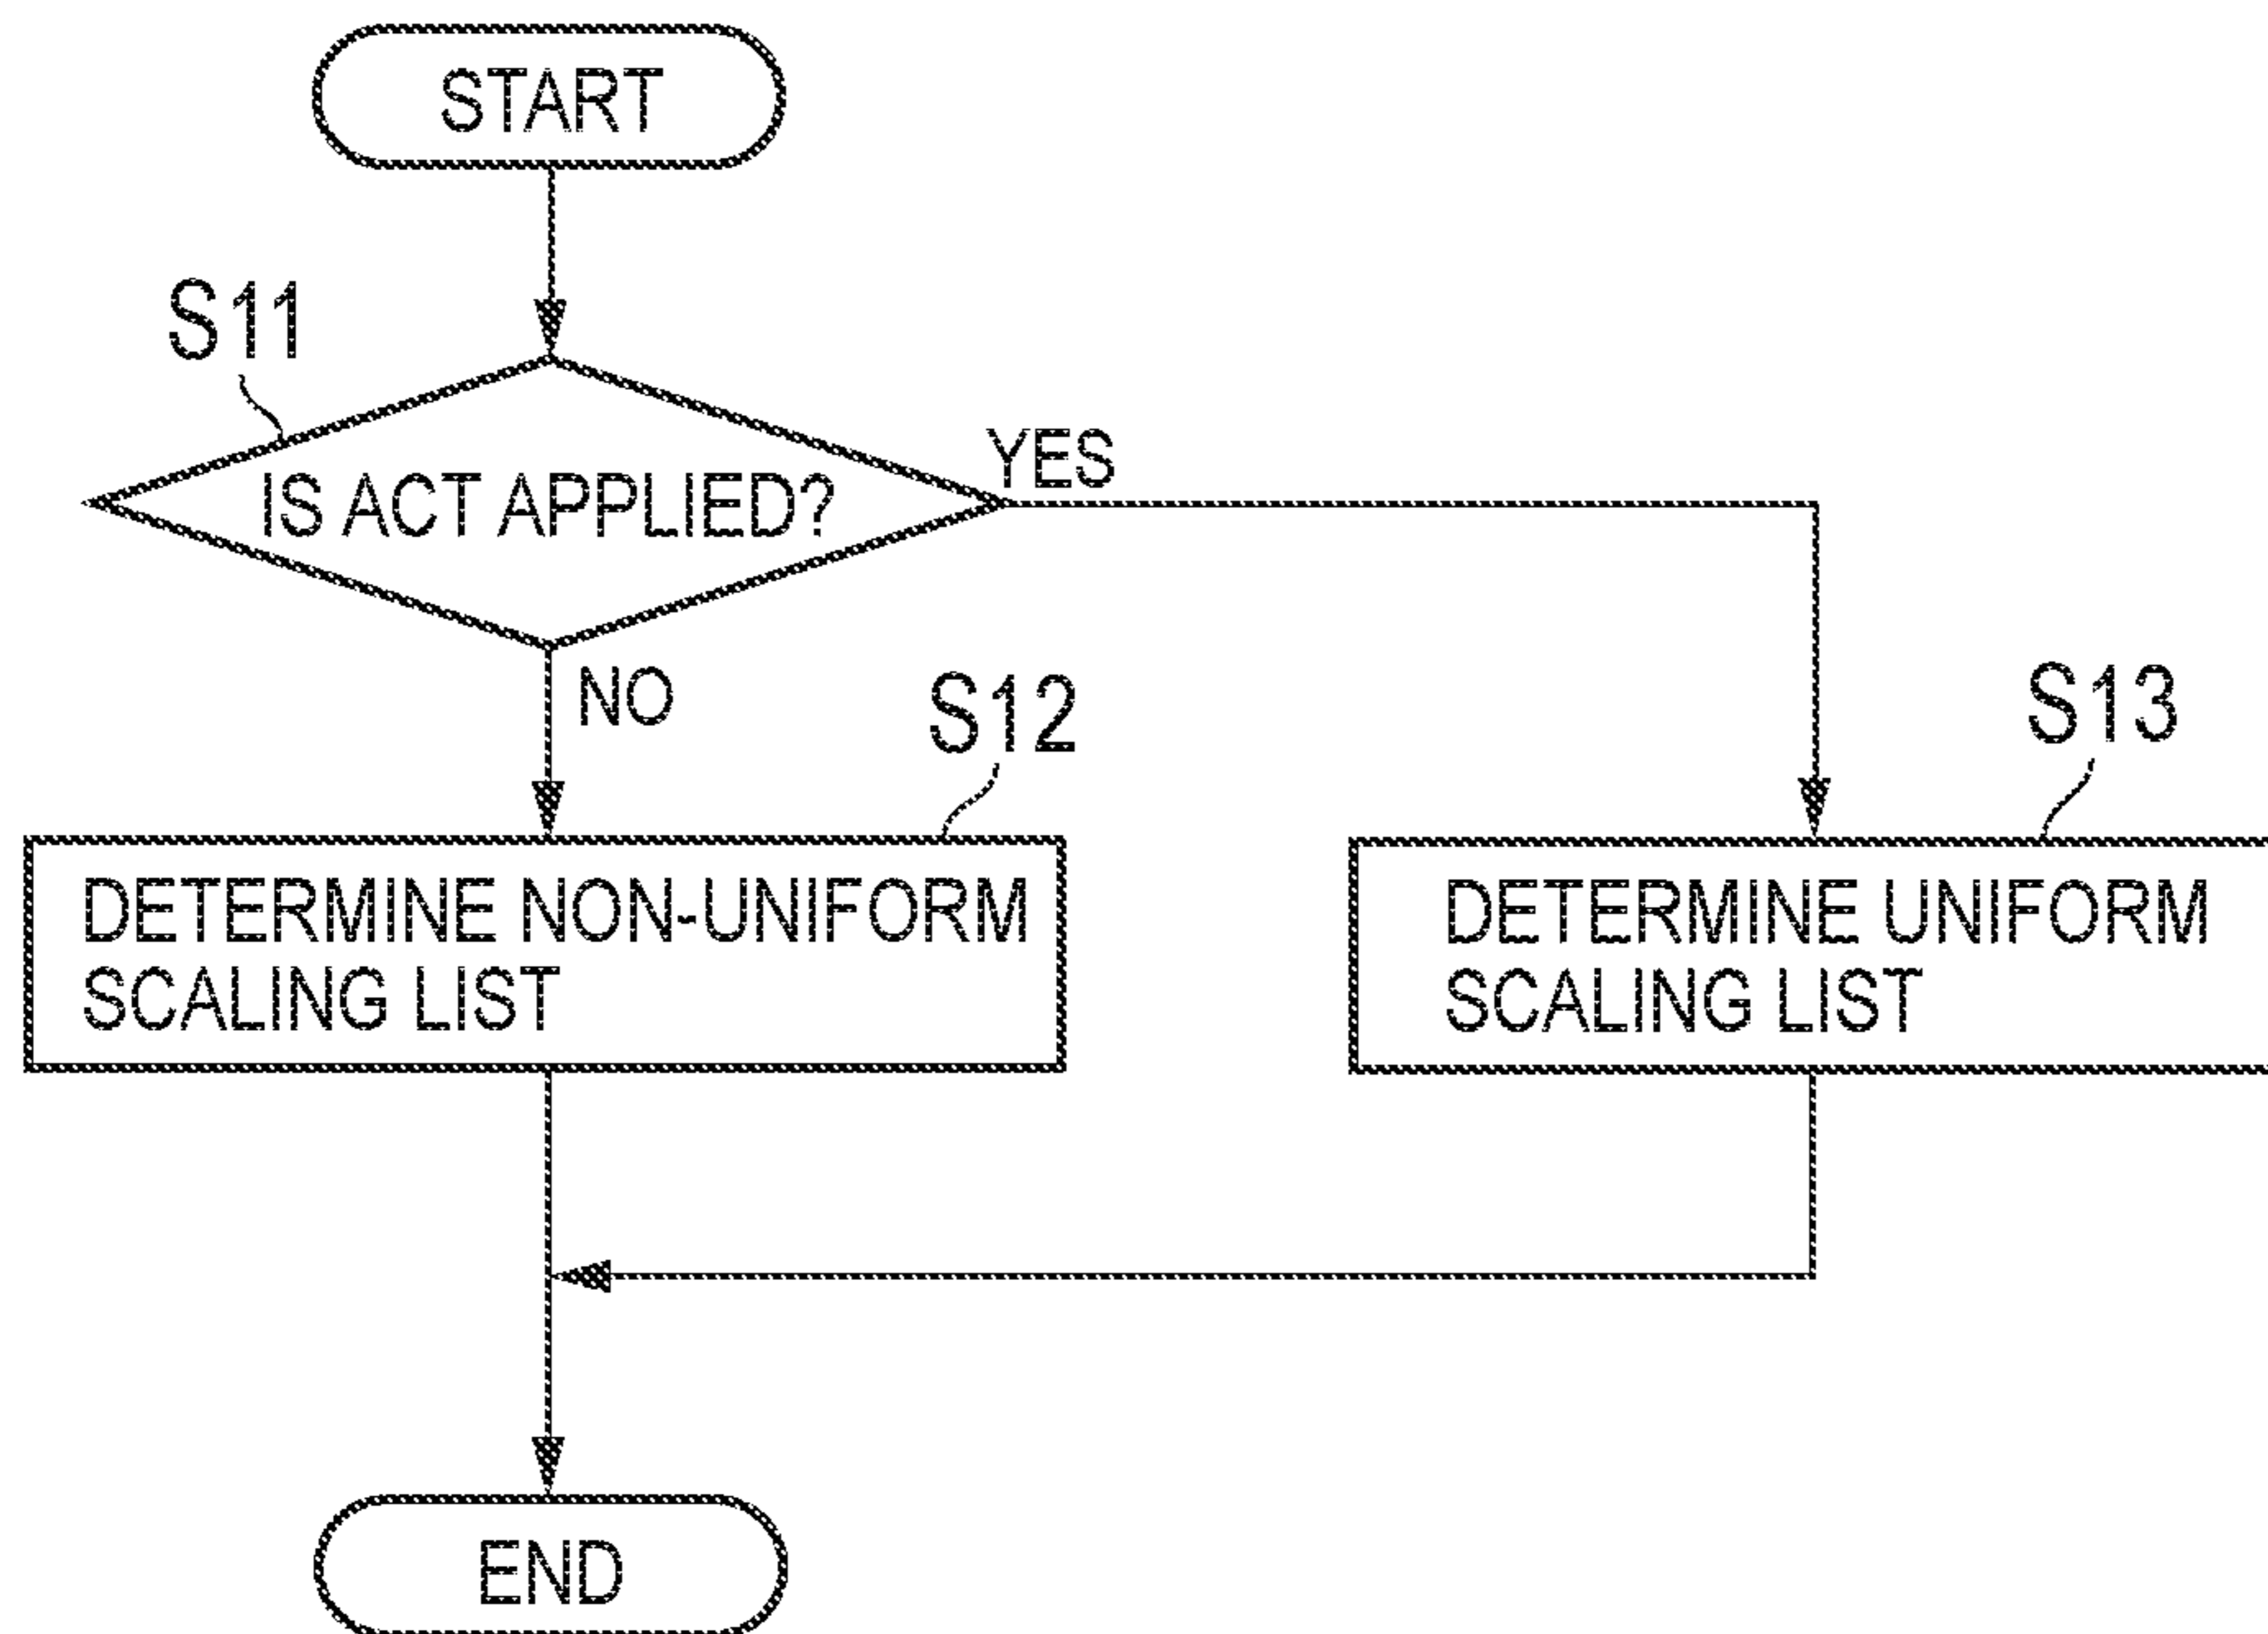 START
S11
IS ACT APPLIED?
YES
NO
S12
S13
DETERMINE NON-UNIFORM
SCALING LIST
DETERMINE UNIFORM
SCALING LIST
END